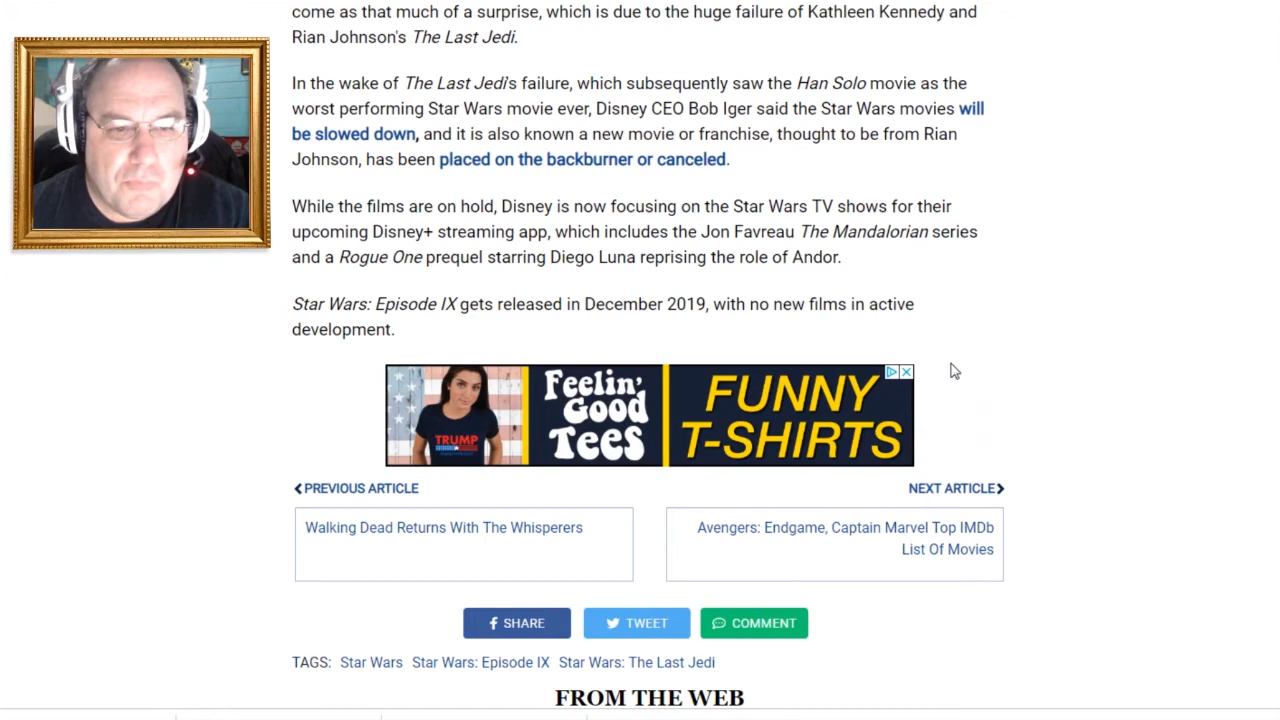 come as that much of a surprise, which is due to the huge failure of Kathleen Kennedy and
Rian Johnson's The Last Jedi.
In the wake of The Last Jedi's failure, which subsequently saw the Han Solo movie as the
worst performing Star Wars movie ever, Disney CEO Bob Iger said the Star Wars movies will
be slowed down, and it is also known a new movie or franchise, thought to be from Rian
Johnson, has been placed on the backburner or canceled.
While the films are on hold, Disney is now focusing on the Star Wars TV shows for their
upcoming Disney+ streaming app, which includes the Jon Favreau The Mandalorian series
and a Rogue One prequel starring Diego Luna reprising the role of Andor.
Star Wars: Episode IX gets released in December 2019, with no new films in active
development.
TRUMP
Feelin'
Good
Tees
FUNNY
T-SHIRTS
PREVIOUS ARTICLE
NEXT ARTICLE
Walking Dead Returns With The Whisperers
Avengers: Endgame, Captain Marvel Top IMDb
List Of Movies
SHARE
TWEET
COMMENT
TAGS: Star Wars Star Wars: Episode IX Star Wars: The Last Jedi
FROM THE WEB